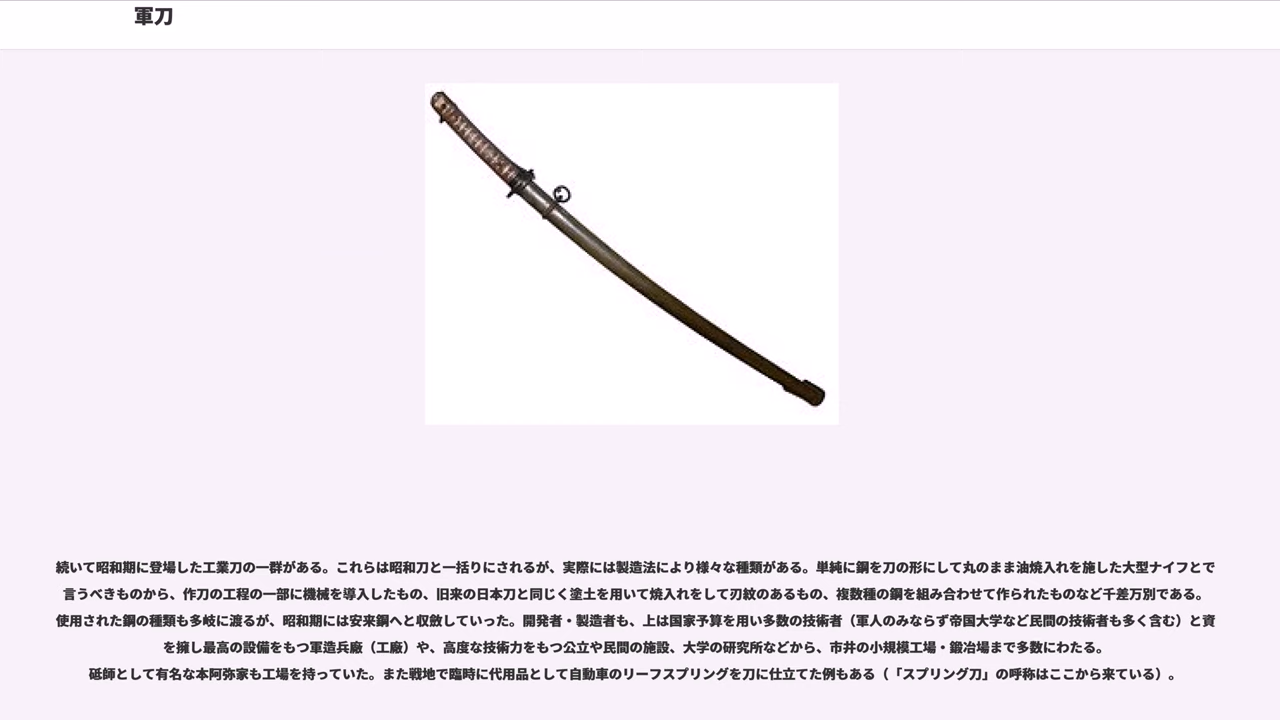 軍刀
続いて昭和期に登場した工業刀の一群がある。これらは昭和刀と一括りにされるが、実際には製造法により様々な種類がある。単純に鋼を刀の形にして丸のまま油焼入れを施した大型ナイフとで
言うべきものから、作刀の工程の一部に機械を導入したもの、旧来の日本刀と同じく塗土を用いて焼入れをして刃紋のあるもの、複数種の鋼を組み合わせて作られたものなど千差万別である。
使用された鋼の種類も多岐に渡るが、昭和期には安来鋼へと収斂していった。開発者・製造者も、上は国家予算を用い多数の技術者（軍人のみならず帝国大学など民間の技術者も多く含む）と資
を擁し最高の設備をもつ軍造兵廠（工廠）や、高度な技術力をもつ公立や民間の施設、大学の研究所などから、市井の小規模工場・鍛冶場まで多数にわたる。
砥師として有名な本阿弥家も工場を持っていた。また戦地で臨時に代用品として自動車のリーフスプリングを刀に仕立てた例もある（「スプリング刀」の呼称はここから来ている）。